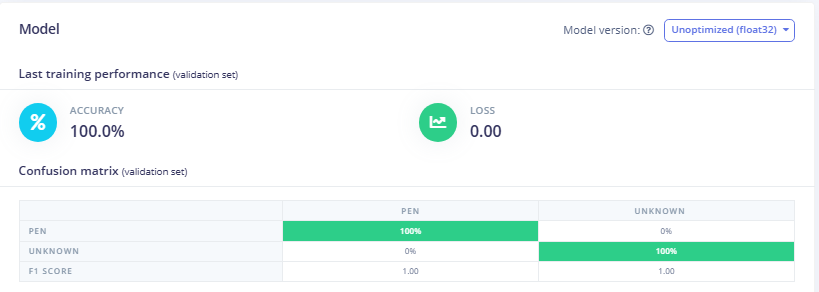 Model
Model version: Unoptimized (float32)
Last training performance (validation set)
% ACCURACY
100.0%
LOSS
0.00
Confusion matrix (validation set)
PEN UNKNOWN
PEN 100% 0%
UNKNOWN 0% 100%
F1 SCORE 1.00 1.00